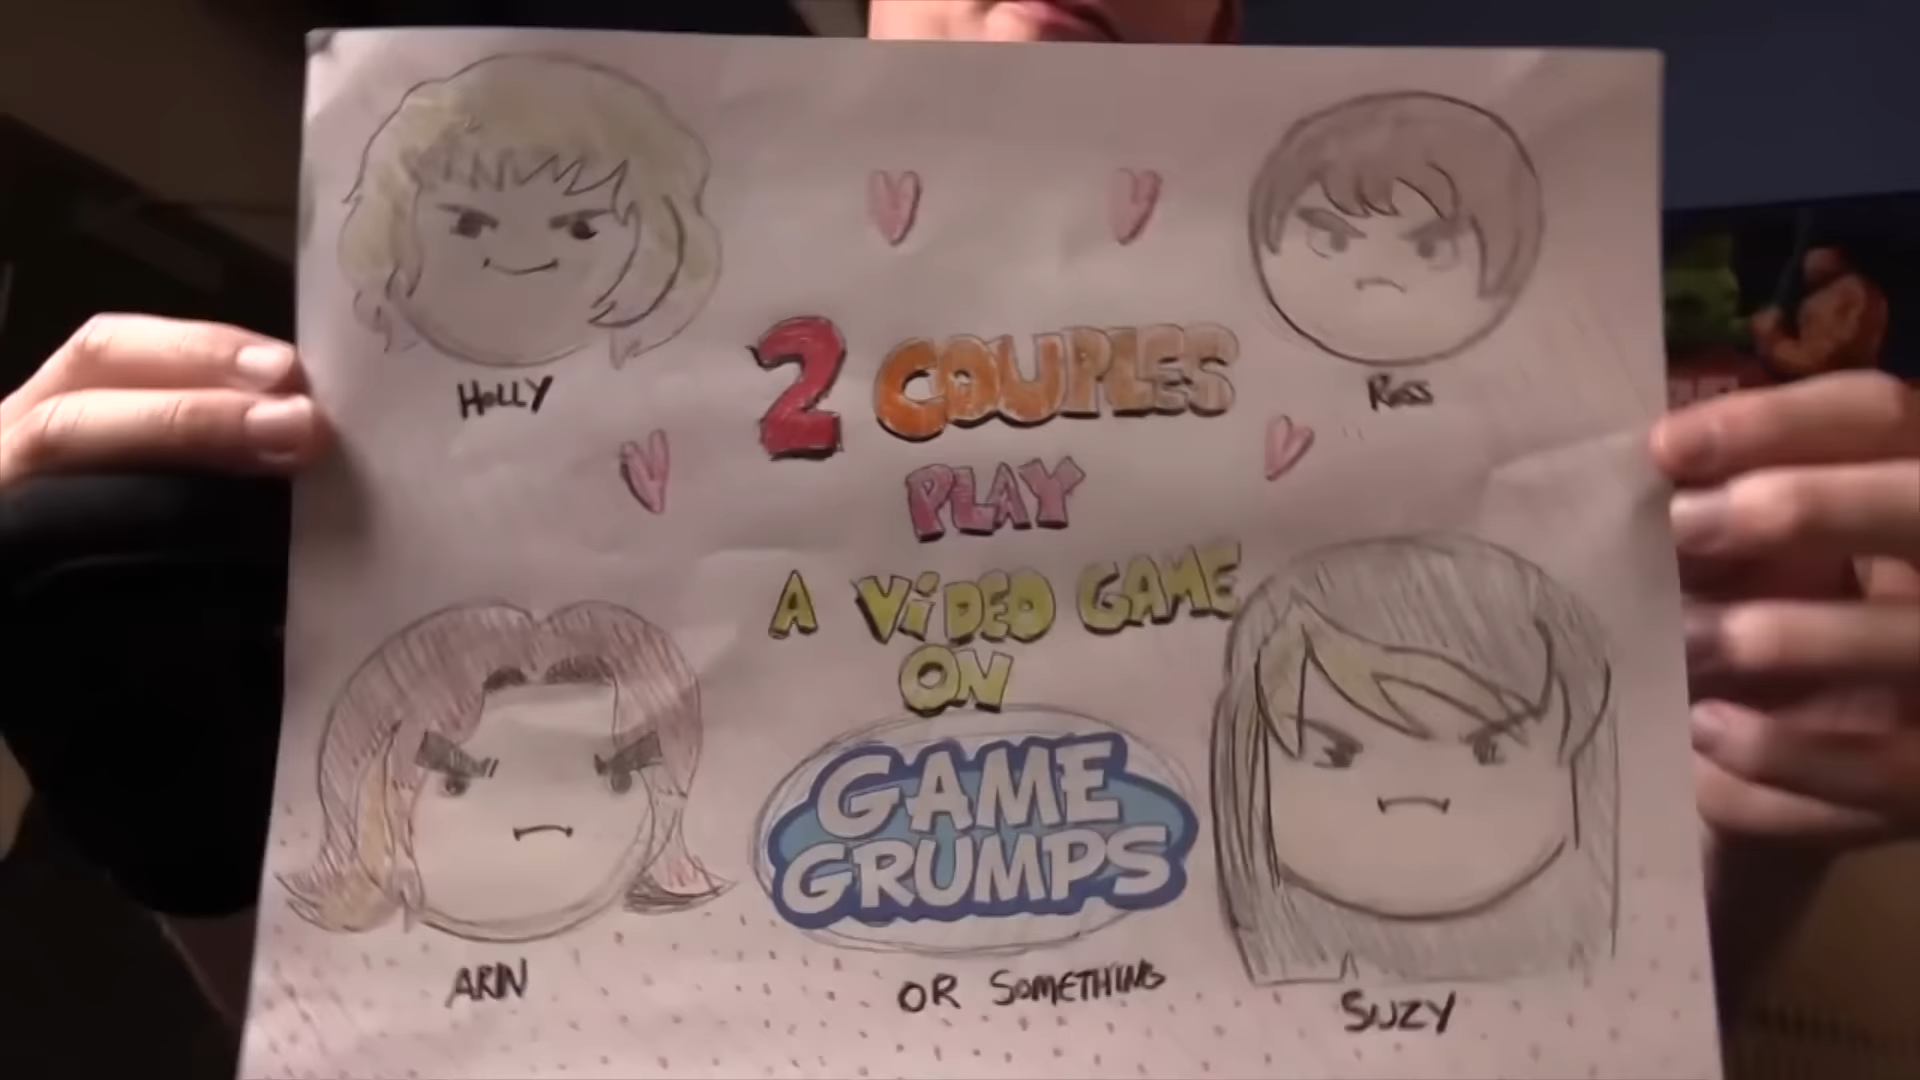 HOLLY
ROSS
2 COUPLES
PLAY
A ViDEO GAME
ON
GAME
GRUMPS
ARIN
OR SOMETHING
SUZY